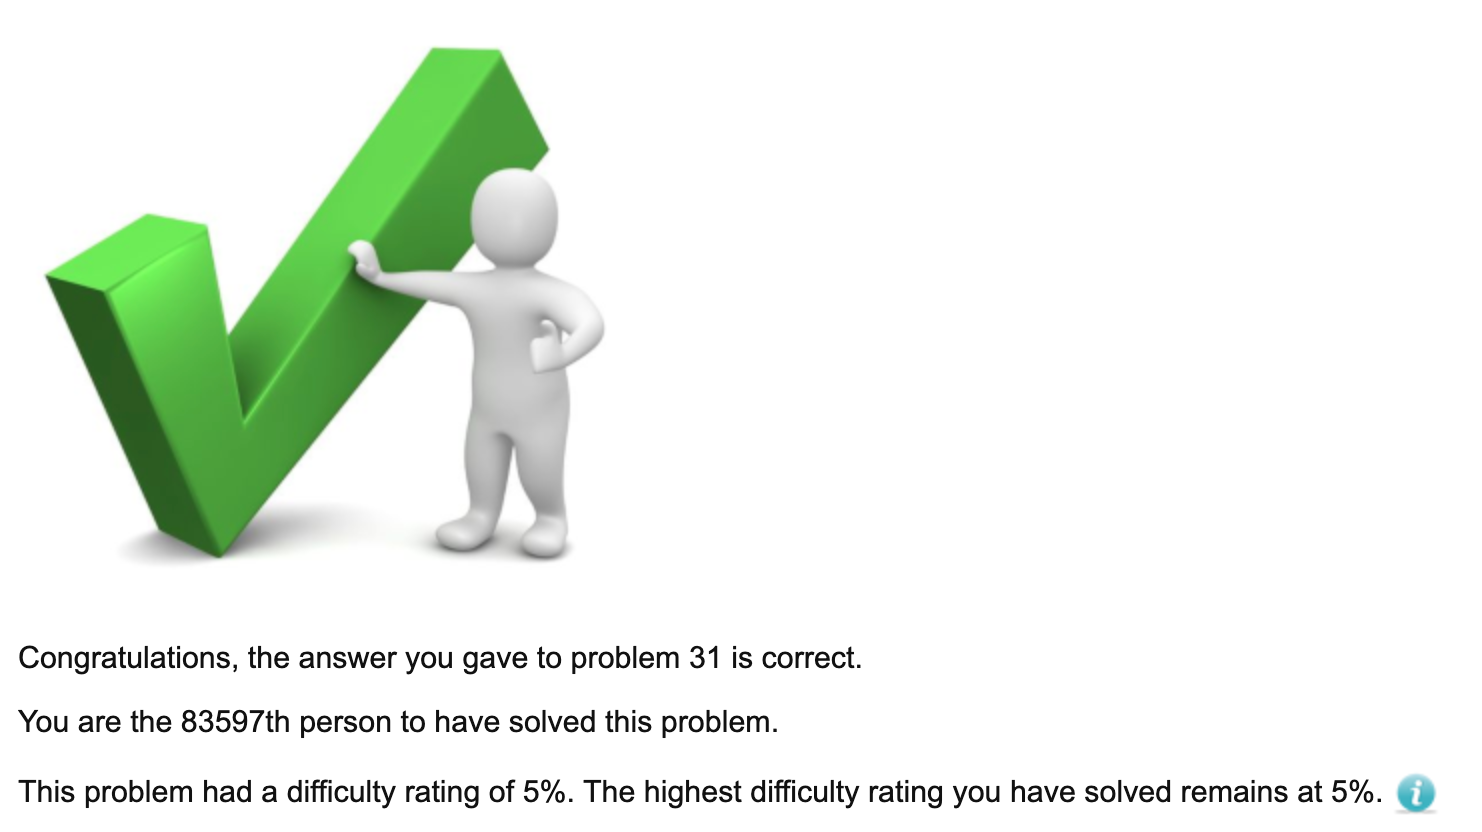 Congratulations, the answer you gave to problem 31 is correct.
You are the 83597th person to have solved this problem.
This problem had a difficulty rating of 5%. The highest difficulty rating you have solved remains at 5%. i